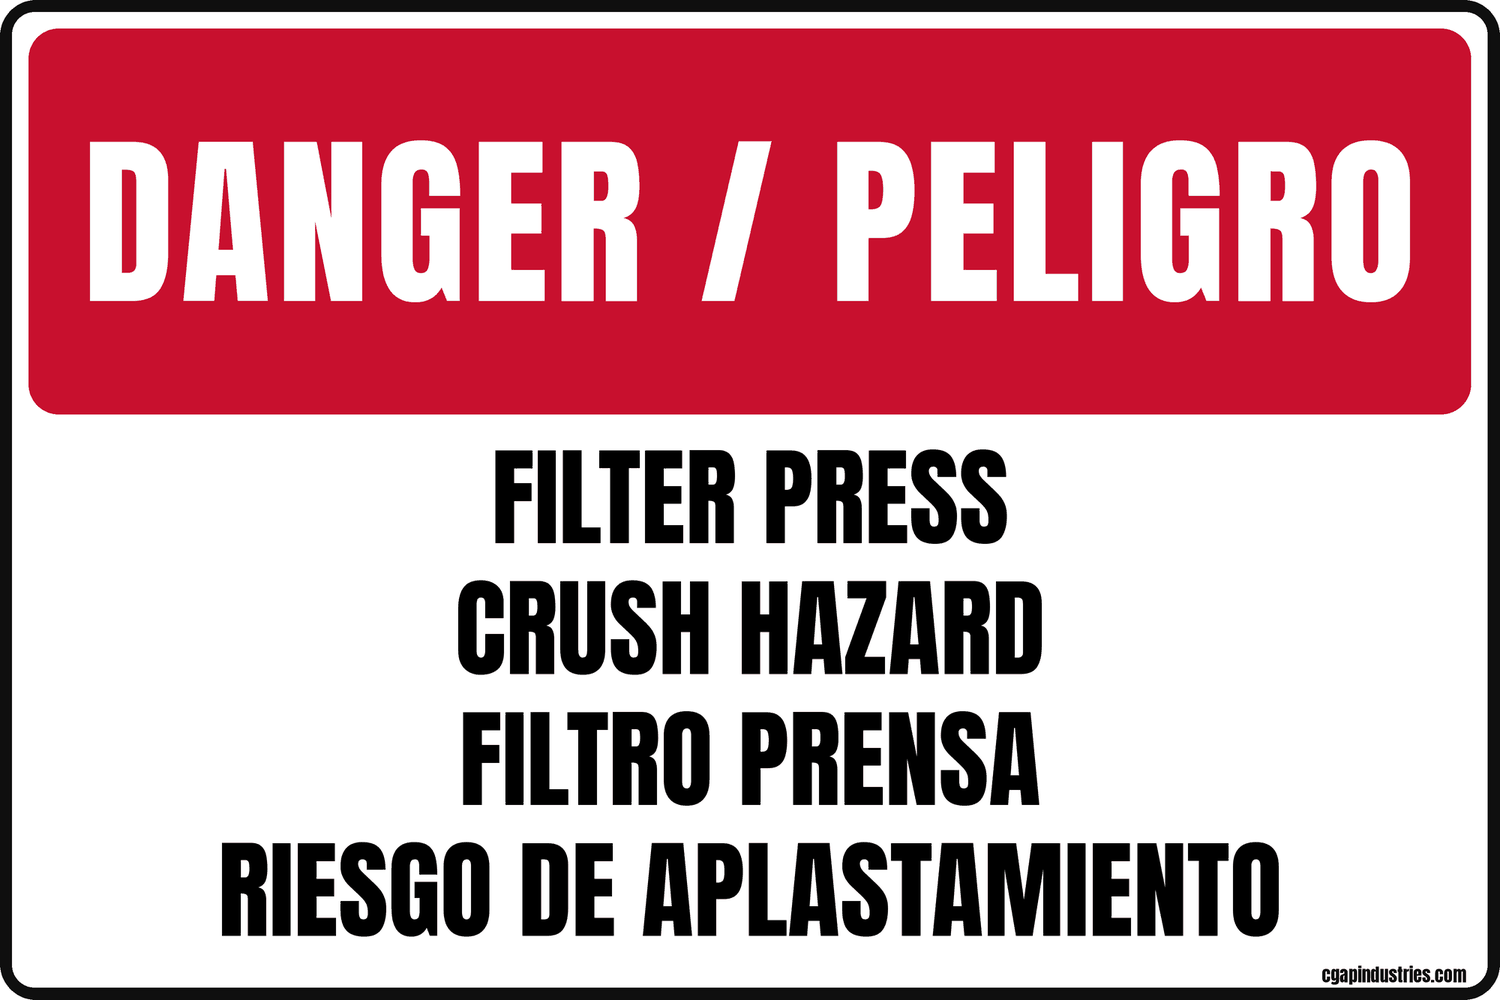 DANGER / PELIGRO
FILTER PRESS
CRUSH HAZARD
FILTRO PRENSA
RIESGO DE APLASTAMIENTO
cgapindustries.com